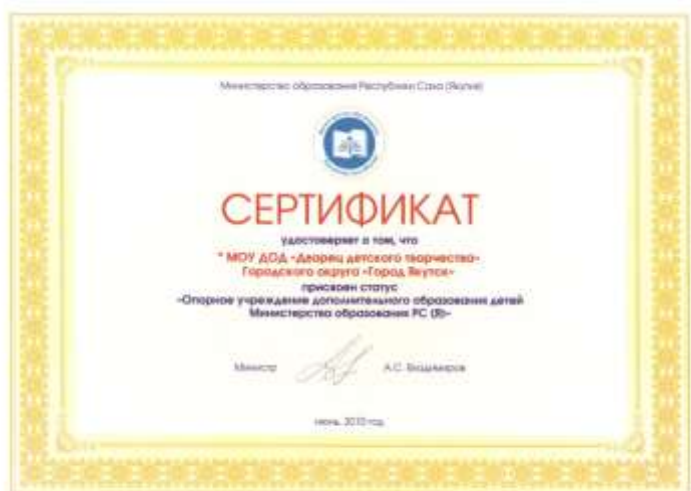 Министерство образования Республики Саха (Якутия)
СЕРТИФИКАТ
удостоверяет о том, что
" МОУ ДОД «Дворец детского творчества»
Городского округа «Город Якутск»
присвоен статус
«Опорное учреждение дополнительного образования детей
Министерства образования РС (Я)»
Министр А.С. Владимиров
июнь, 2010 год